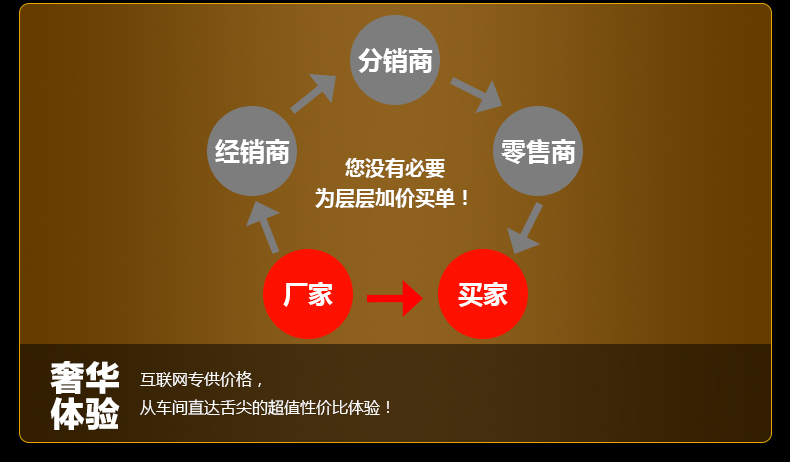 分销商
经销商
零售商
您没有必要
为层层加价买单！
厂家
买家
奢华
体验
互联网专供价格，
从车间直达舌尖的超值性价比体验！